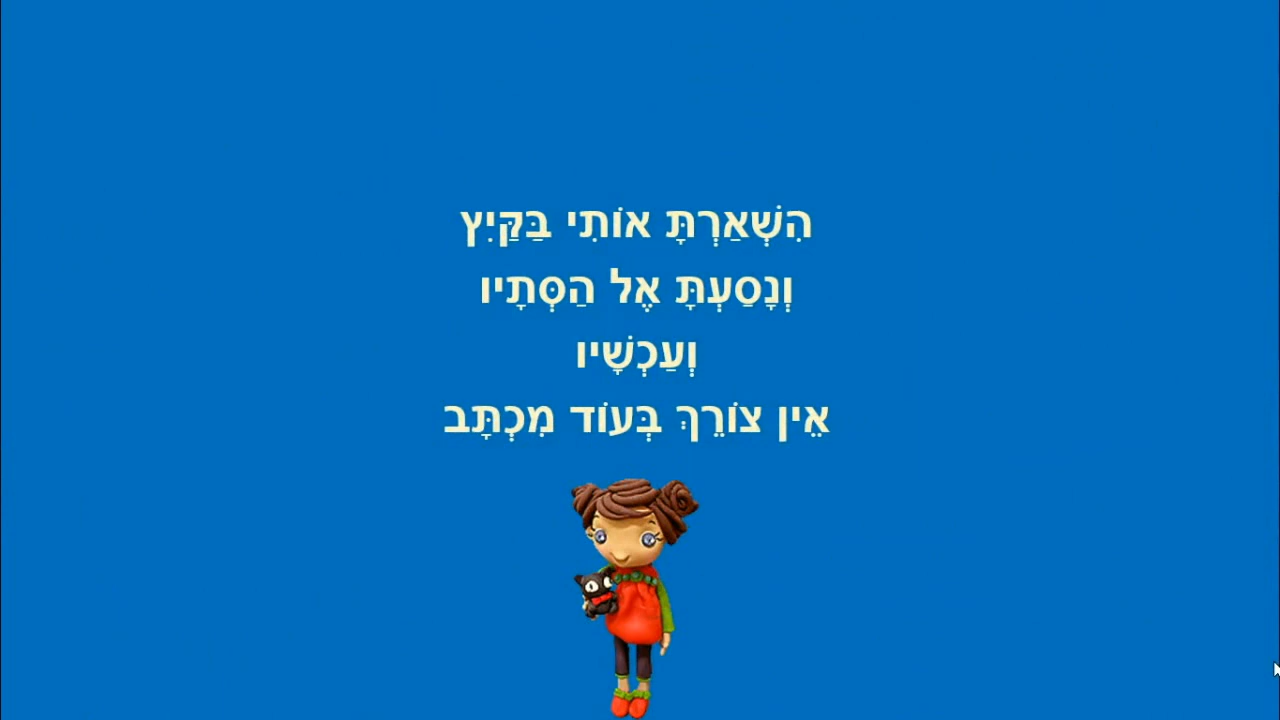 הִשְׁאַרְתָּ אוֹתִי בַּקַּיִץ
וְנָסַעְתָּ אֶל הַסְּתָיו
וְעַכְשָׁיו
אֵין צוֹרֵךְ בְּעוֹד מִכְתָּב